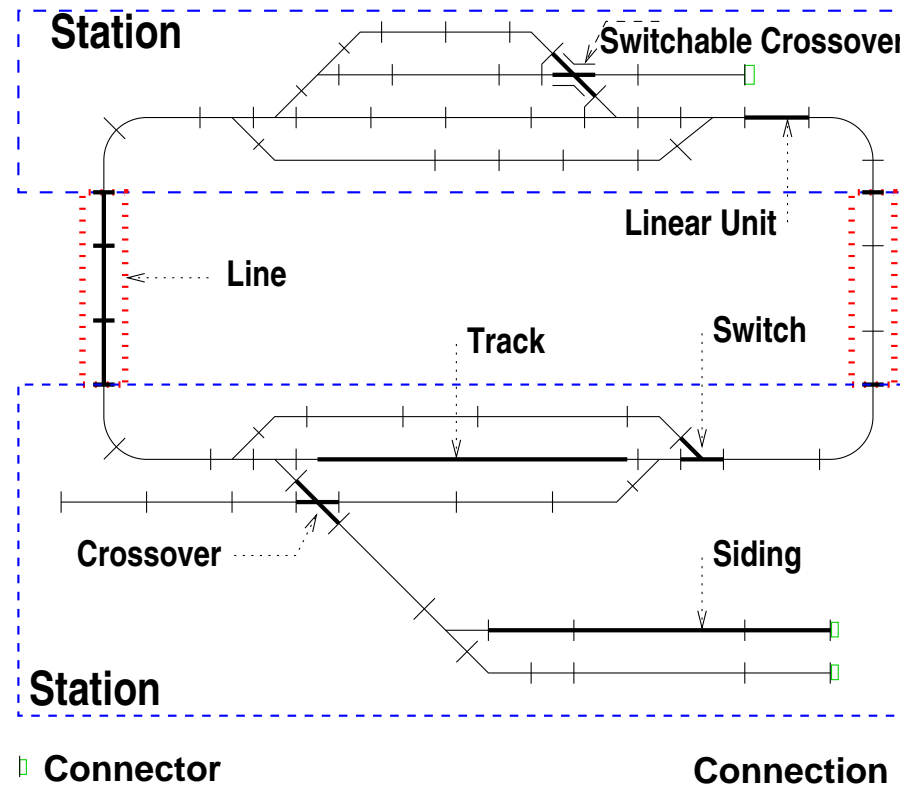 Station
Switchable Crossover
Linear Unit
Line
Track
Switch
Crossover
Siding
Station
Connector
Connection